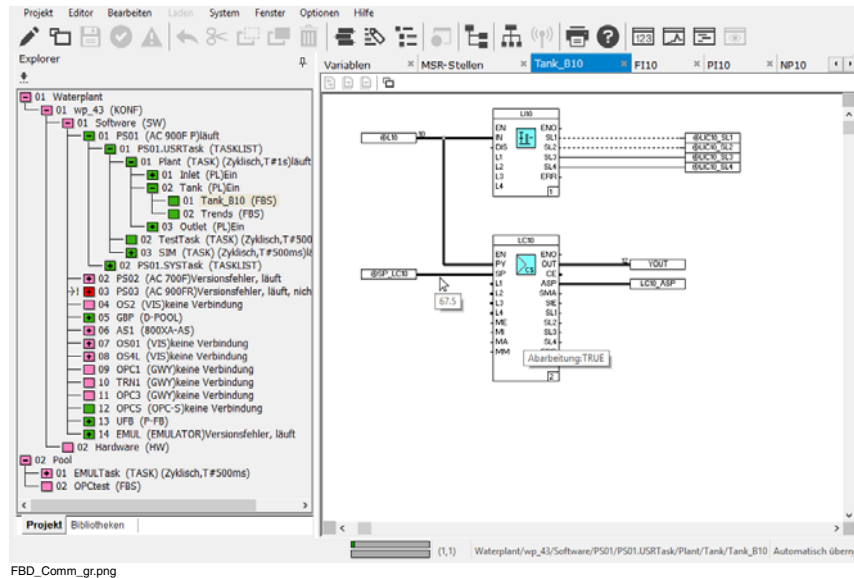 Projekt Editor Bearbeiten Laden System Fenster Optionen Hilfe
Explorer
Variablen MSR-Stellen Tank_B10 FI10 PI10 NP10
01 Waterplant
01 wp_43 (KONF)
01 Software (SW)
01 PS01 (AC 900F P)läuft
01 PS01.USRTask (TASKLIST)
01 Plant (TASK) (Zyklisch,T#1s)läuft
01 Inlet (PL)Ein
02 Tank (PL)Ein
01 Tank_B10 (FBS)
02 Trends (FBS)
03 Outlet (PL)Ein
02 TestTask (TASK) (Zyklisch,T#500
03 SIM (TASK) (Zyklisch,T#500ms)lä
02 PS01.SYSTask (TASKLIST)
02 PS02 (AC 700F)Versionsfehler, läuft
03 PS03 (AC 900FR)Versionsfehler, läuft, nich
04 OS2 (VIS)keine Verbindung
05 GBP (D-POOL)
06 AS1 (800XA-AS)
07 OS01 (VIS)keine Verbindung
08 OS4L (VIS)keine Verbindung
09 OPC1 (GWY)keine Verbindung
10 TRN1 (GWY)keine Verbindung
11 OPC3 (GWY)keine Verbindung
12 OPCS (OPC-S)keine Verbindung
13 UFB (P-FB)
14 EMUL (EMULATOR)Versionsfehler, läuft
02 Hardware (HW)
02 Pool
01 EMULTask (TASK) (Zyklisch,T#500ms)
02 OPCtest (FBS)
Projekt Bibliotheken
LI10
EN ENO
IN SL1
DIS SL2
L1 SL3
L2 SL4
L3 ERR
L4
1
@L10
@LIC10_SL1
@LIC10_SL2
@LIC10_SL3
@LIC10_SL4
LC10
EN ENO
PV OUT
SP CE
L1 ASP
L2 SMA
L3 SIE
L4 SL1
ME SL2
MI SL3
MA SL4
MM
CS
2
@SP_LC10
67.5
YOUT
LC10_ASP
Abarbeitung:TRUE
(1,1) Waterplant/wp_43/Software/PS01/PS01.USRTask/Plant/Tank/Tank_B10 Automatisch übern
FBD_Comm_gr.png